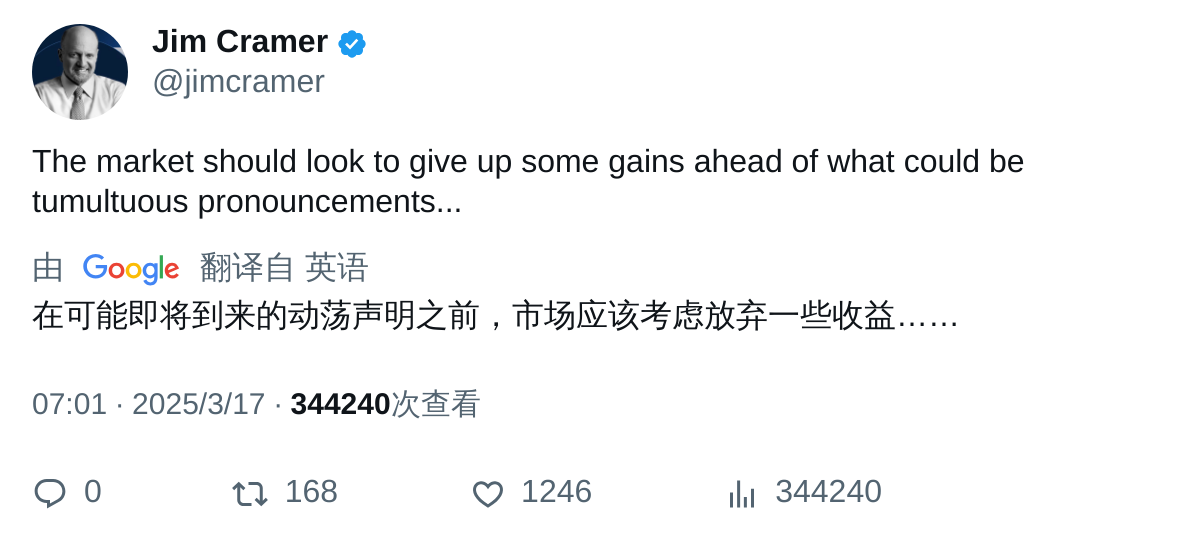 Jim Cramer
@jimcramer
The market should look to give up some gains ahead of what could be
tumultuous pronouncements...
由 Google 翻译自 英语
在可能即将到来的动荡声明之前，市场应该考虑放弃一些收益……
07:01 · 2025/3/17 · 344240次查看
0 168 1246 344240